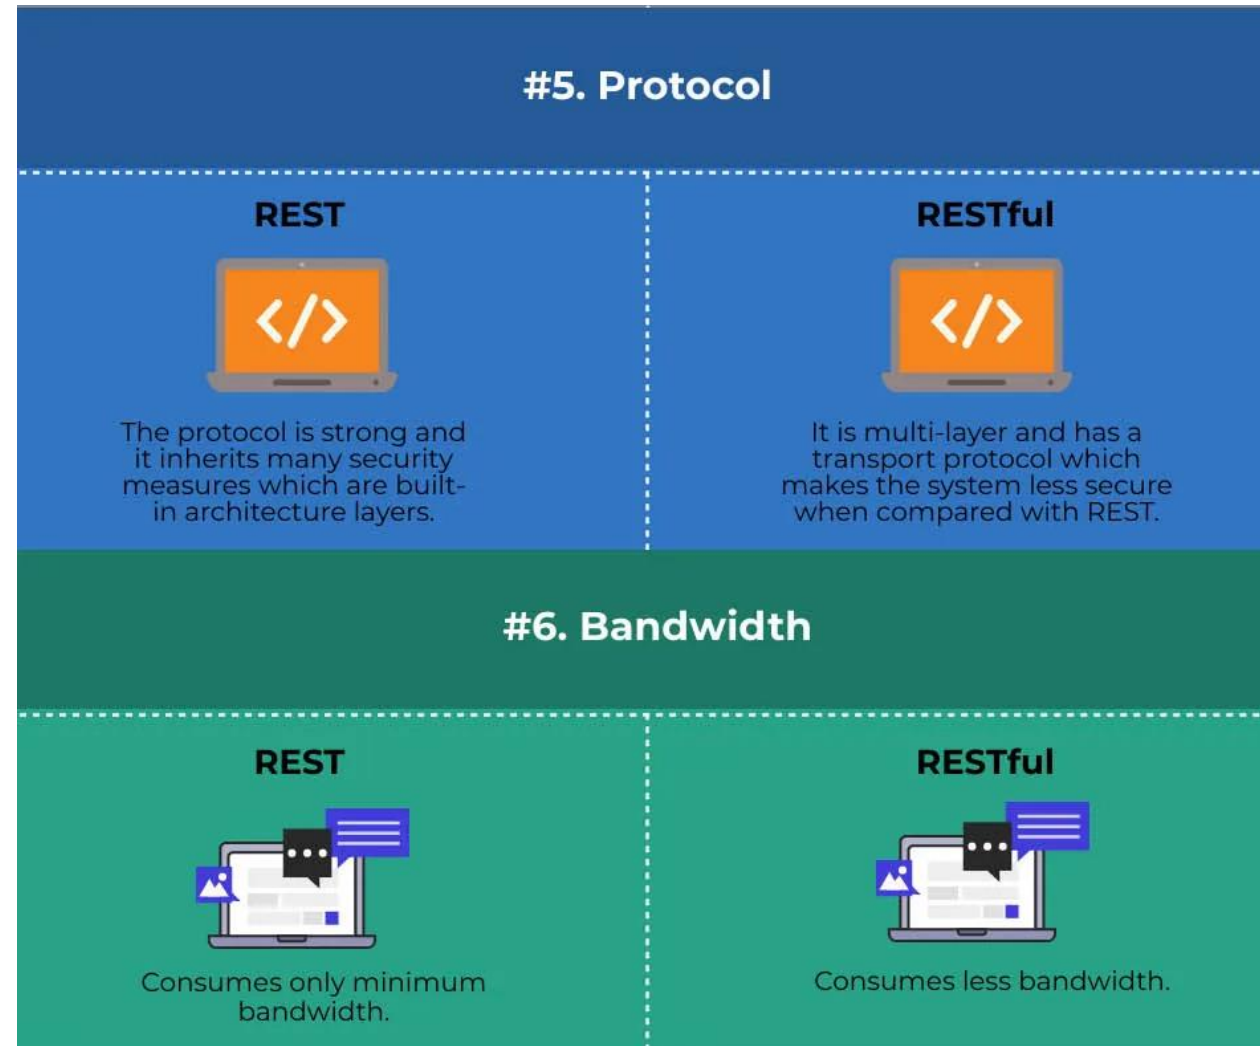 #5. Protocol
REST
The protocol is strong and
it inherits many security
measures which are built-
in architecture layers.
RESTful
It is multi-layer and has a
transport protocol which
makes the system less secure
when compared with REST.
#6. Bandwidth
REST
Consumes only minimum
bandwidth.
RESTful
Consumes less bandwidth.